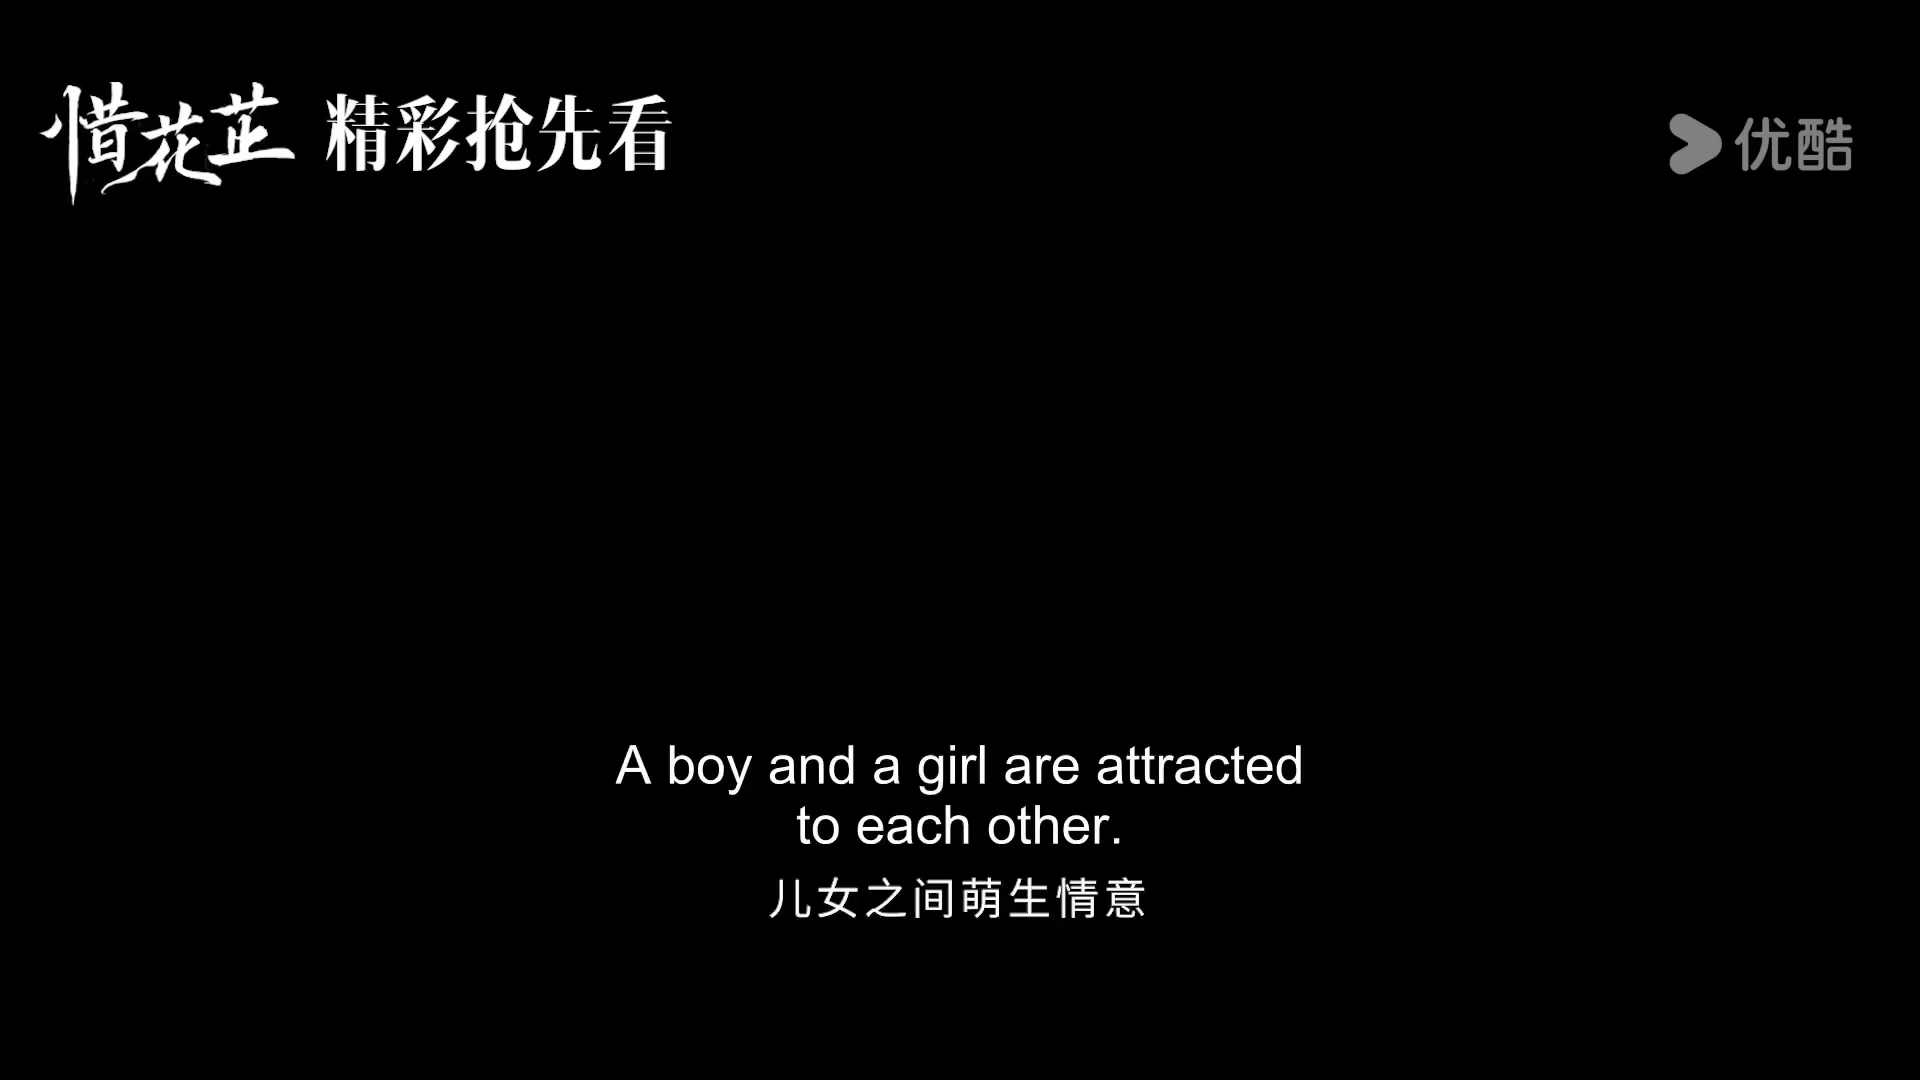 惜花芷 精彩抢先看
优酷
A boy and a girl are attracted
to each other.
儿女之间萌生情意